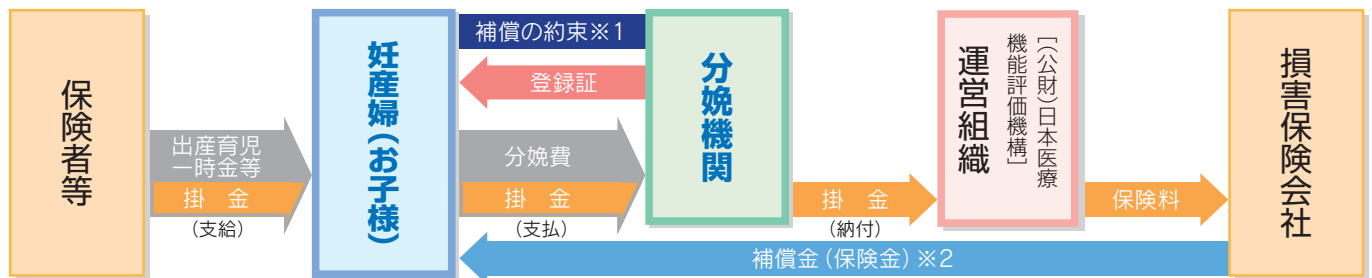 保険者等
出産育児
一時金等
掛　金
（支給）
妊産婦（お子様）
補償の約束※1
登録証
分娩費
掛　金
（支払）
分娩機関
掛　金
（納付）
運営組織
［（公財）日本医療
機能評価機構］
保険料
損害保険会社
補償金（保険金）※2